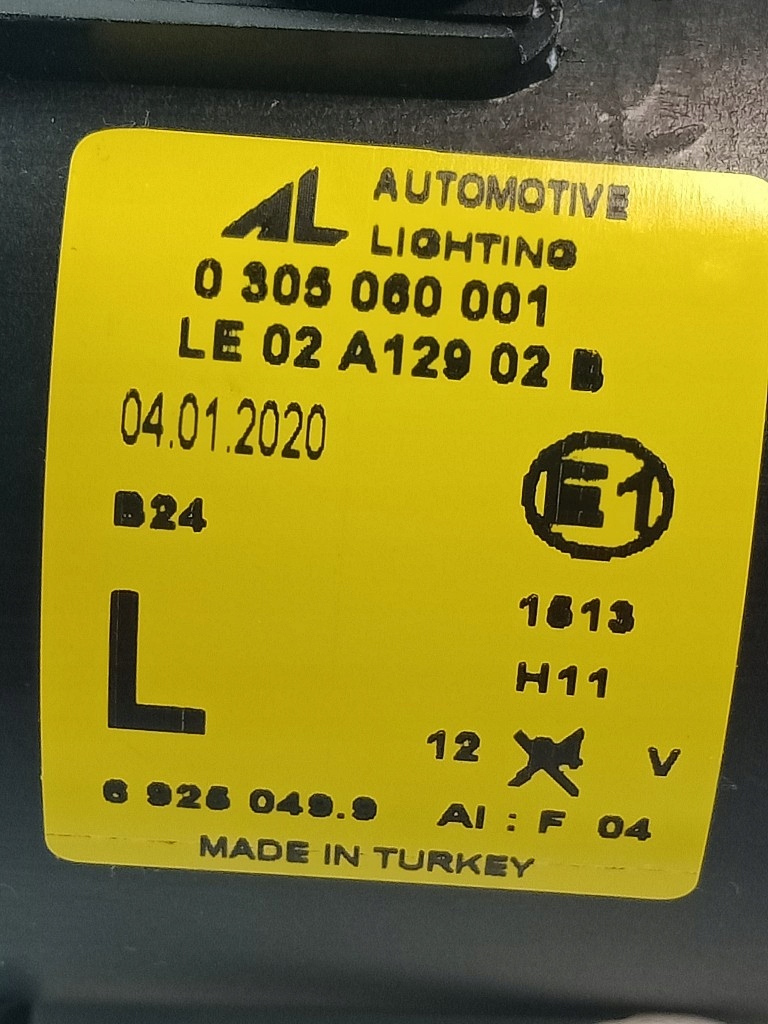 AL AUTOMOTIVE
LIGHTING
0 305 060 001
LE 02 A129 02 B
04.01.2020
E1
B24
1513
H11
L
12 V
6 925 049.9 AI : F 04
MADE IN TURKEY